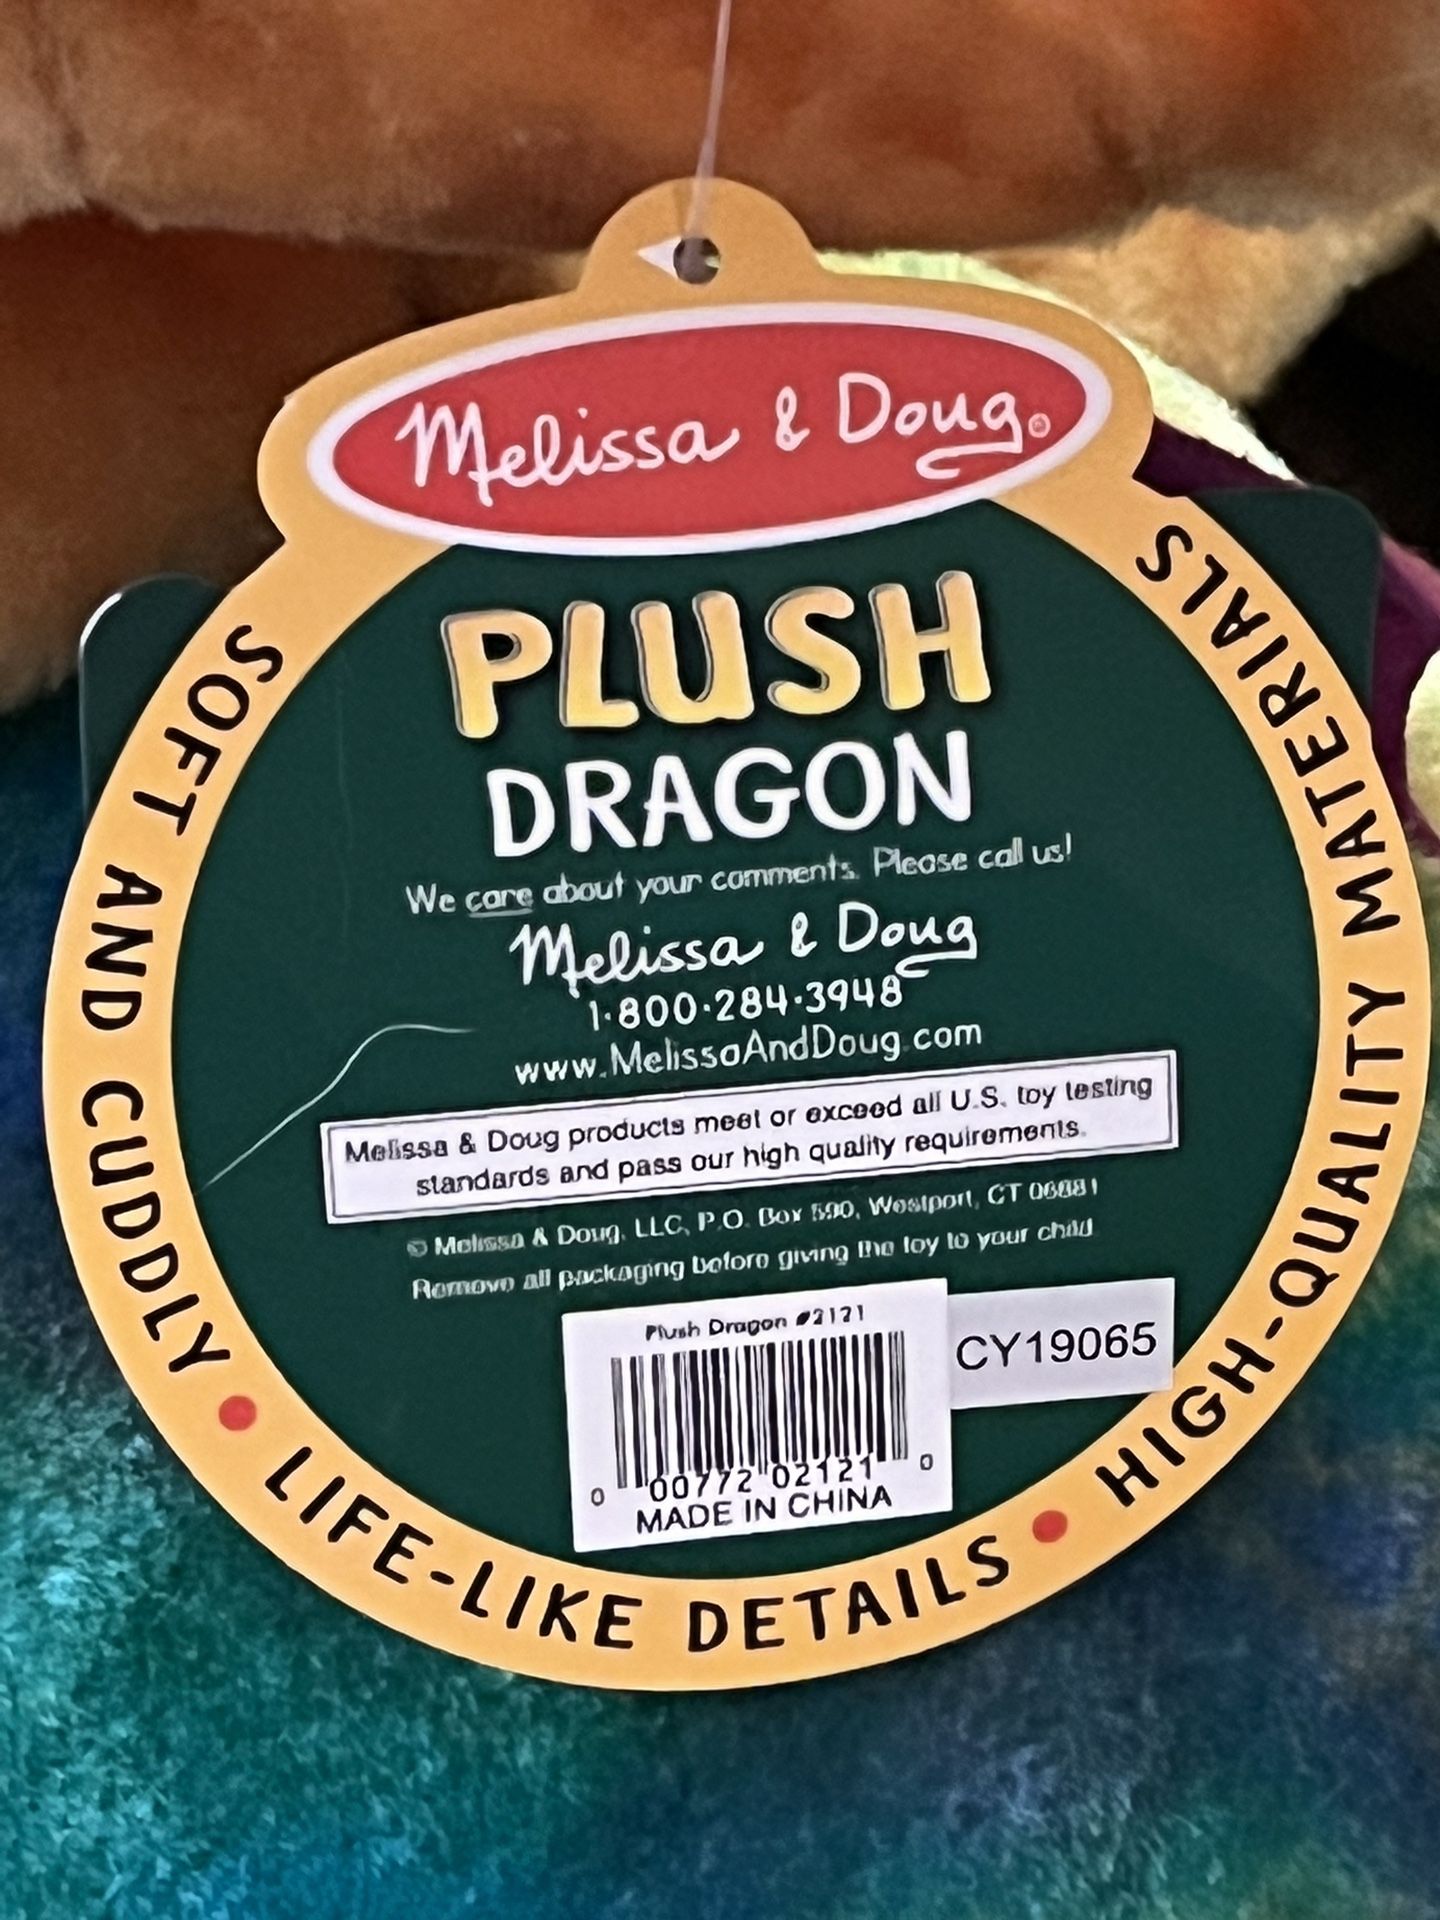 Melissa & Doug®
PLUSH
DRAGON
We care about your comments. Please call us!
Melissa & Doug
1·800·284·3948
www.MelissaAndDoug.com
Melissa & Doug products meet or exceed all U.S. toy testing
standards and pass our high quality requirements.
© Melissa & Doug, LLC, P.O. Box 590, Westport, CT 06881
Remove all packaging before giving the toy to your child
Plush Dragon #2121
CY19065
0 00772 02121 0
MADE IN CHINA
SOFT AND CUDDLY • LIFE-LIKE DETAILS • HIGH-QUALITY MATERIALS